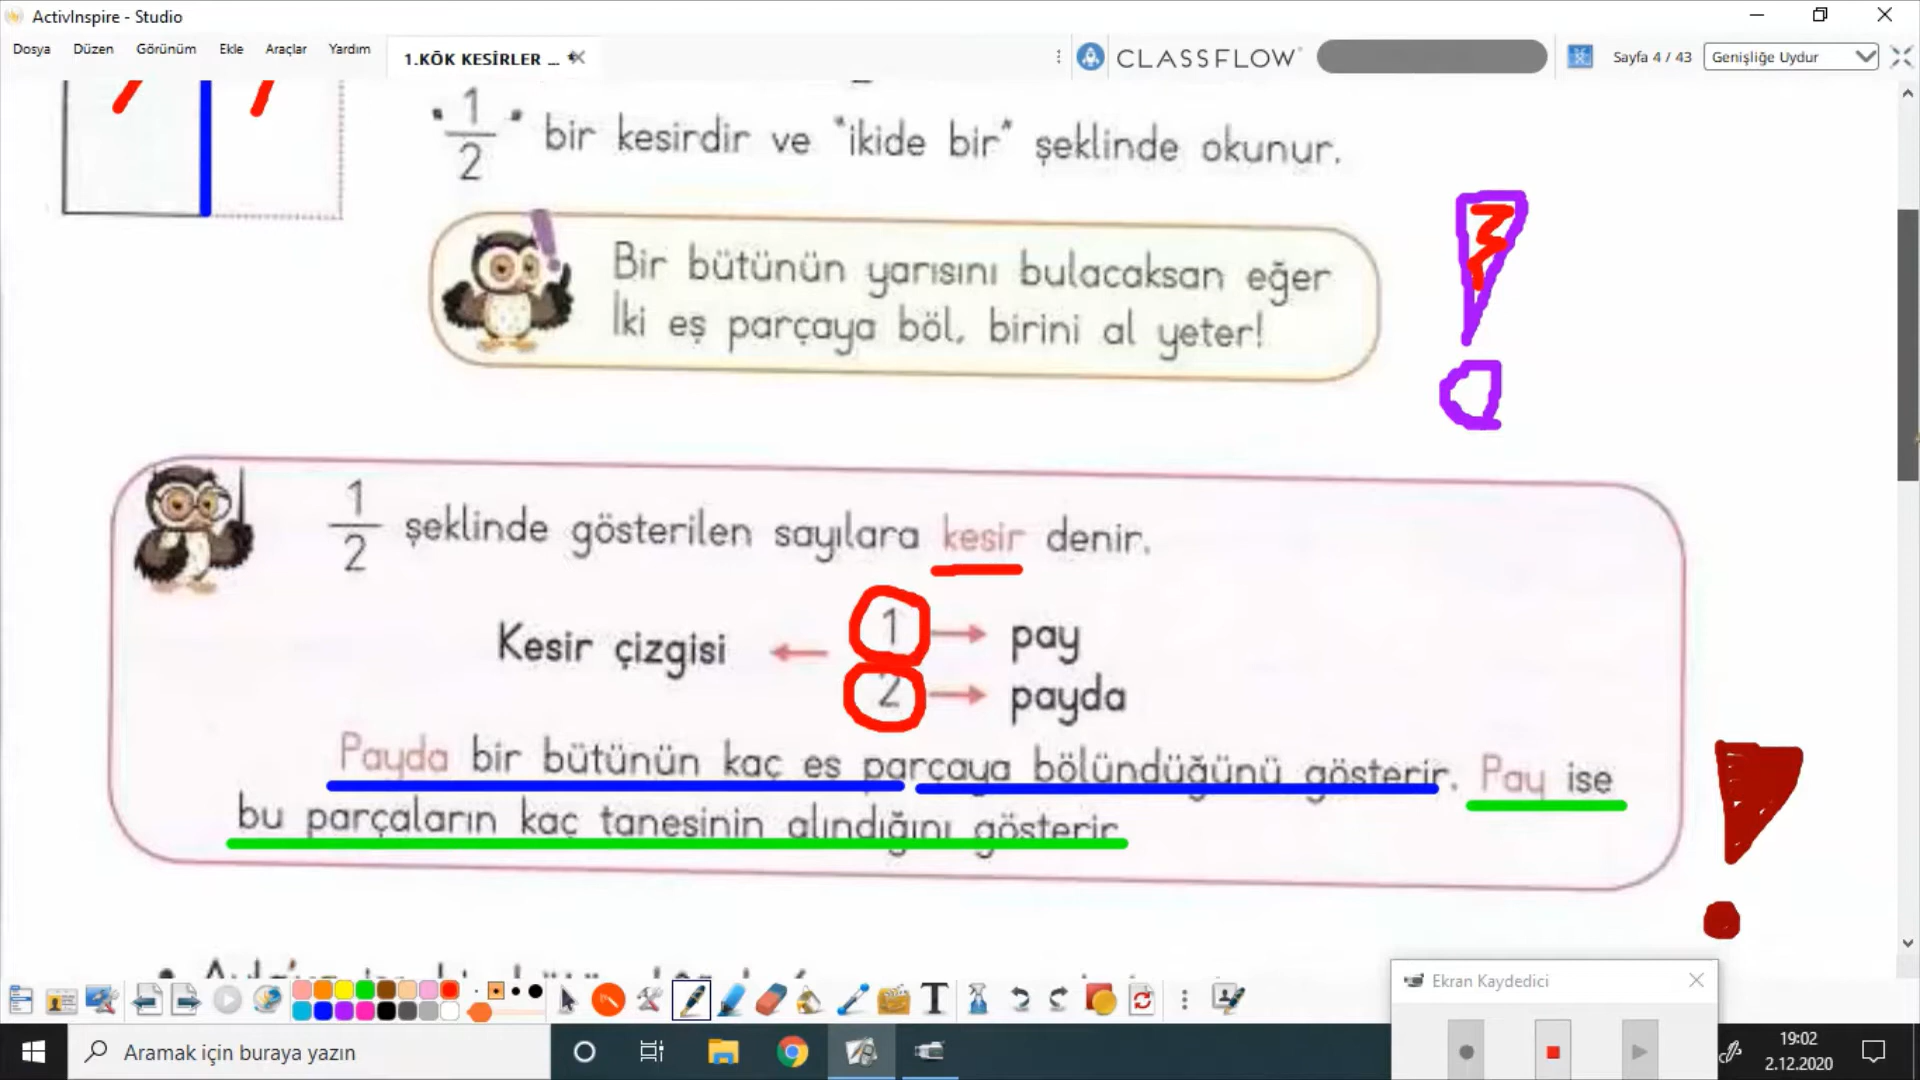 ActivInspire - Studio
Dosya Düzen Görünüm Ekle Araçlar Yardım
1.KÖK KESİRLER ...
CLASSFLOW
Sayfa 4 / 43
Genişliğe Uydur
"1/2" bir kesirdir ve "ikide bir" şeklinde okunur.
Bir bütünün yarısını bulacaksan eğer
İki eş parçaya böl, birini al yeter!
1/2 şeklinde gösterilen sayılara kesir denir.
Kesir çizgisi ← 1 → pay
2 → payda
Payda bir bütünün kaç eş parçaya bölündüğünü gösterir. Pay ise
bu parçaların kaç tanesinin alındığını gösterir
Ekran Kaydedici
T
Aramak için buraya yazın
19:02
2.12.2020